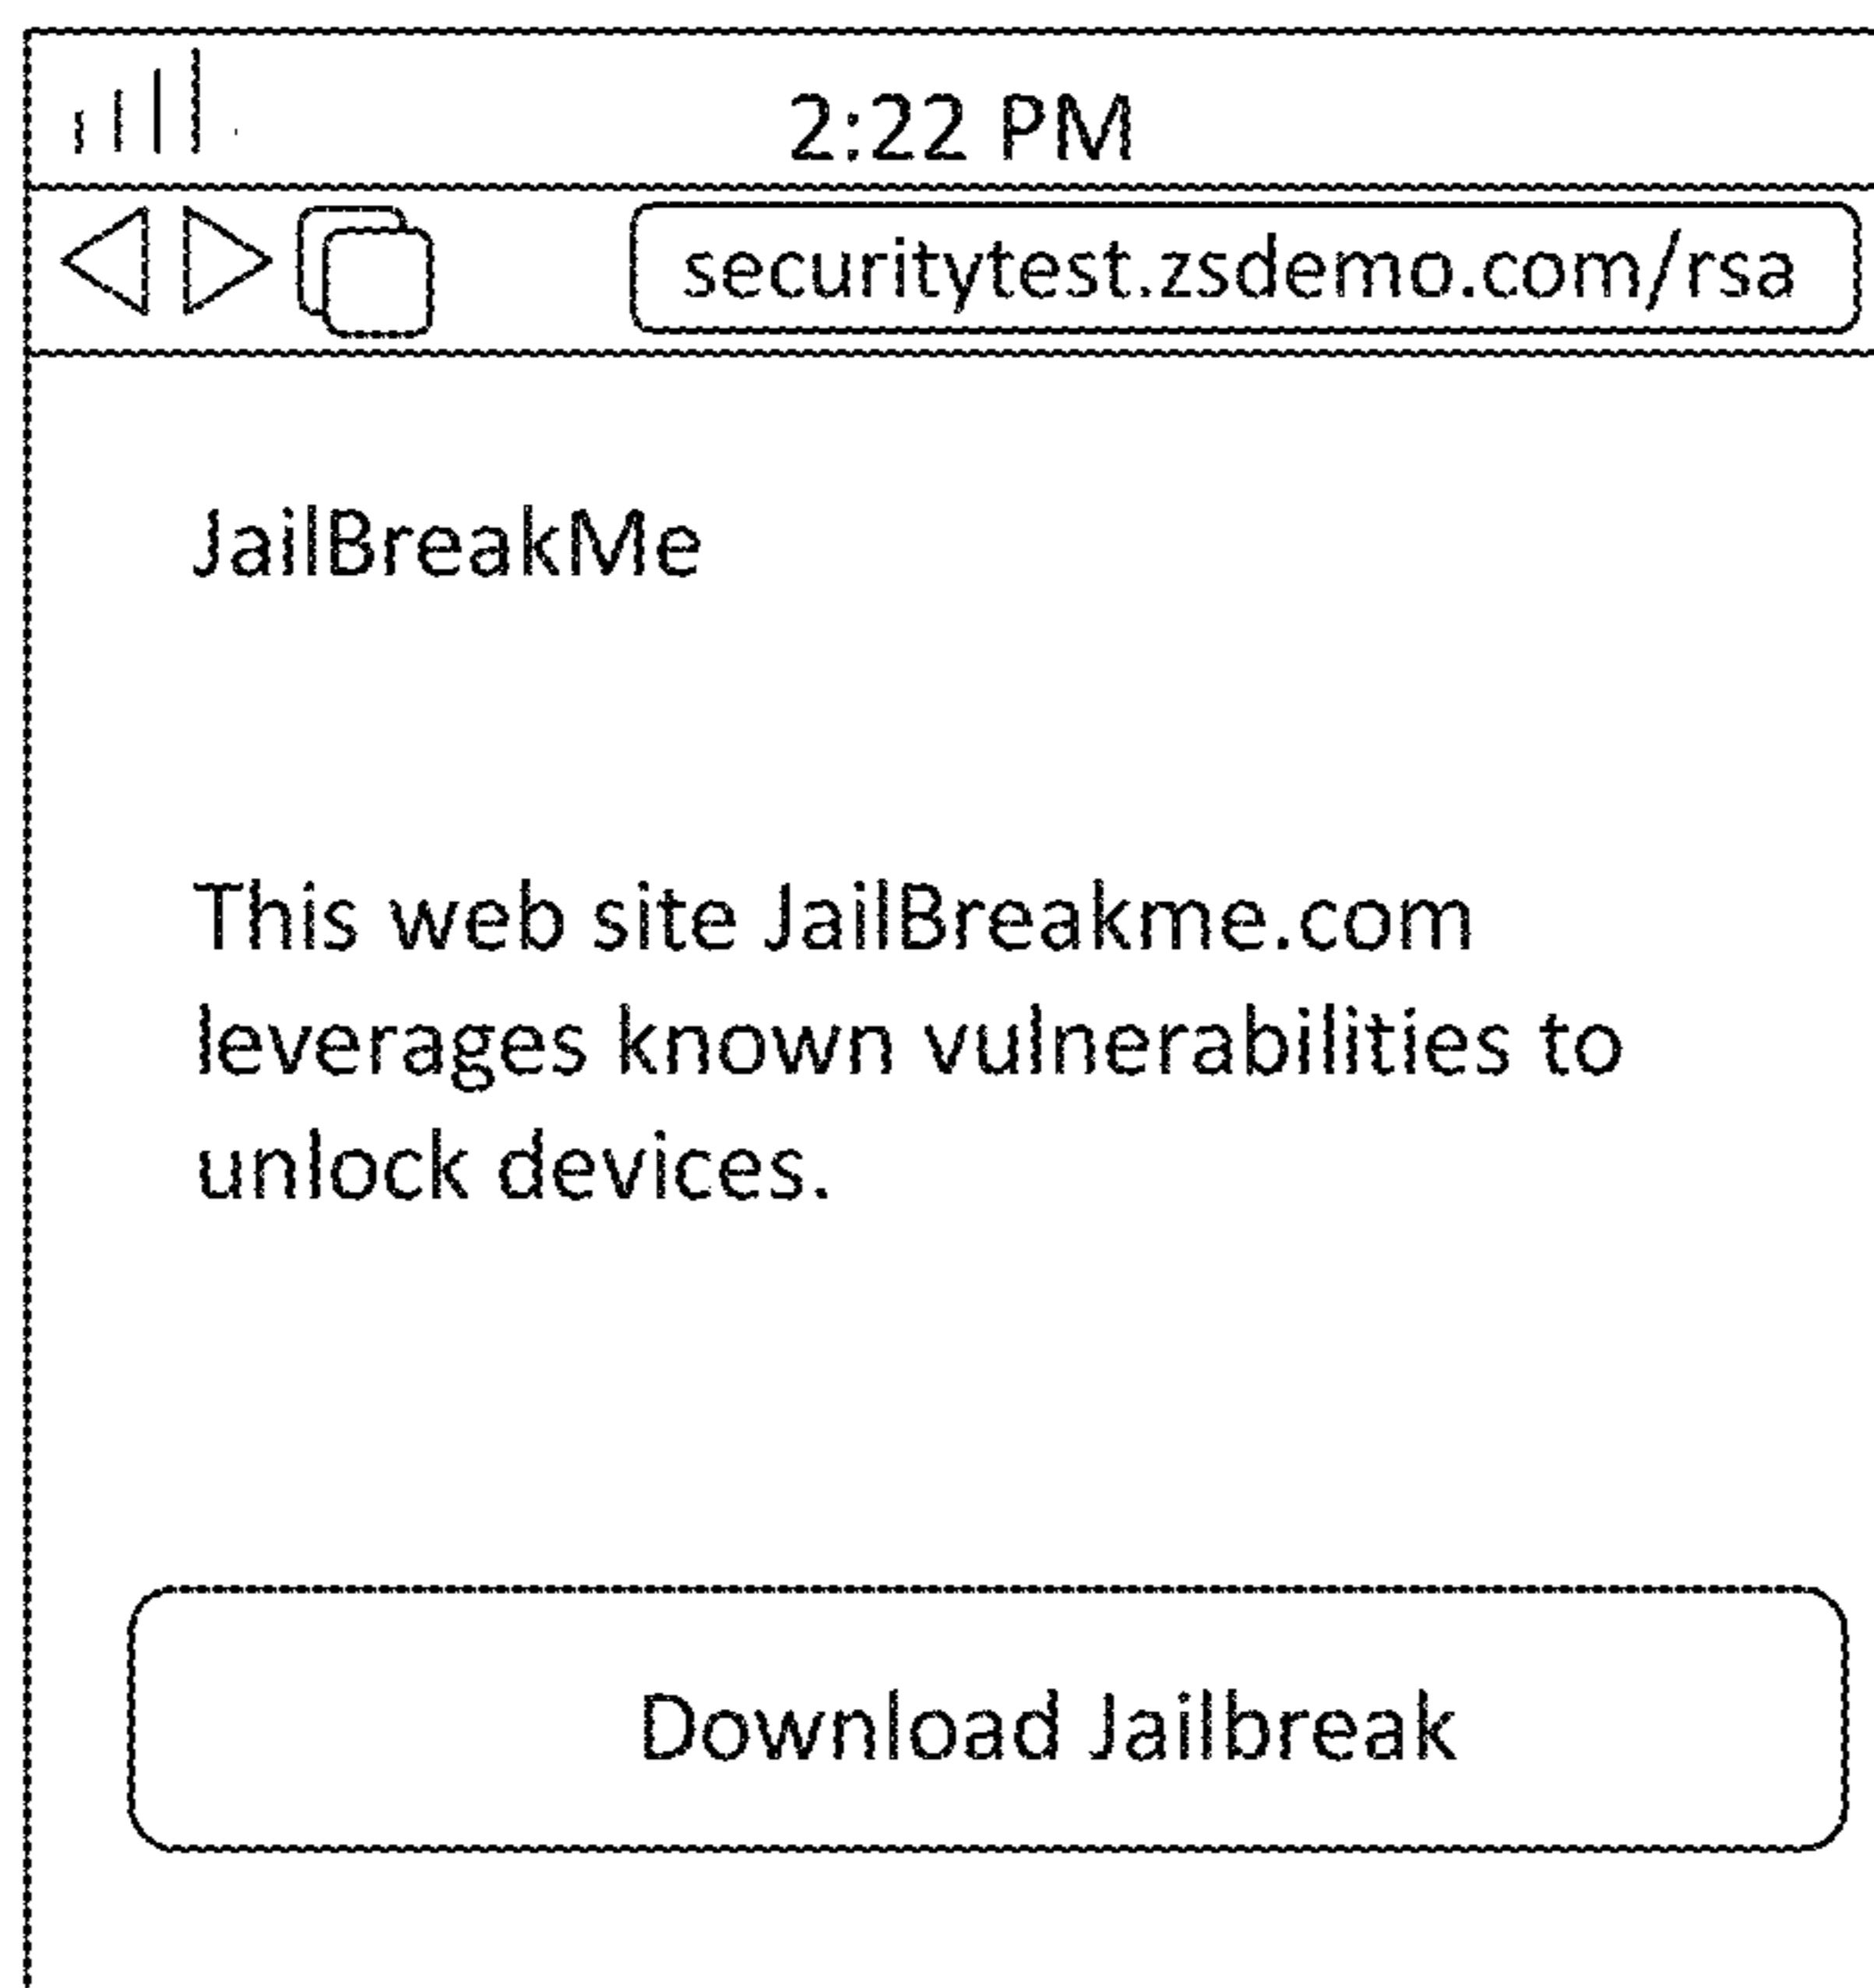 2:22 PM
securitytest.zsdemo.com/rsa
JailBreakMe
This web site JailBreakme.com
leverages known vulnerabilities to
unlock devices.
Download Jailbreak